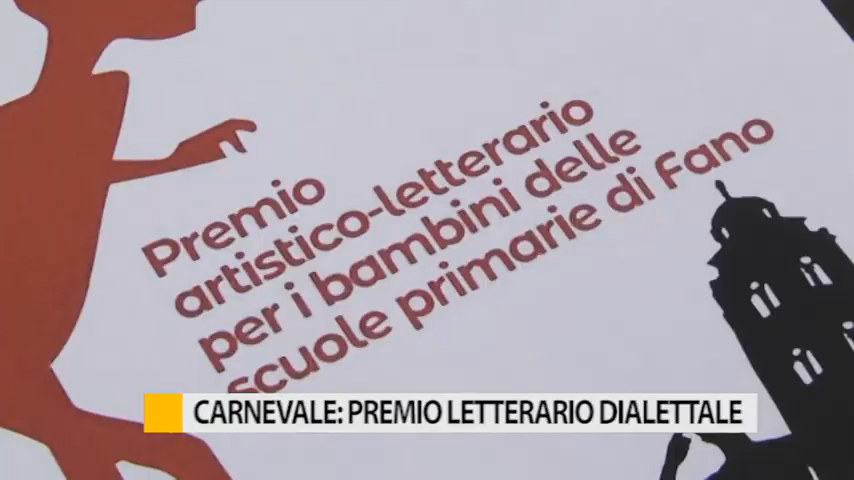 Premio
artistico-letterario
per i bambini delle
scuole primarie di Fano
CARNEVALE: PREMIO LETTERARIO DIALETTALE